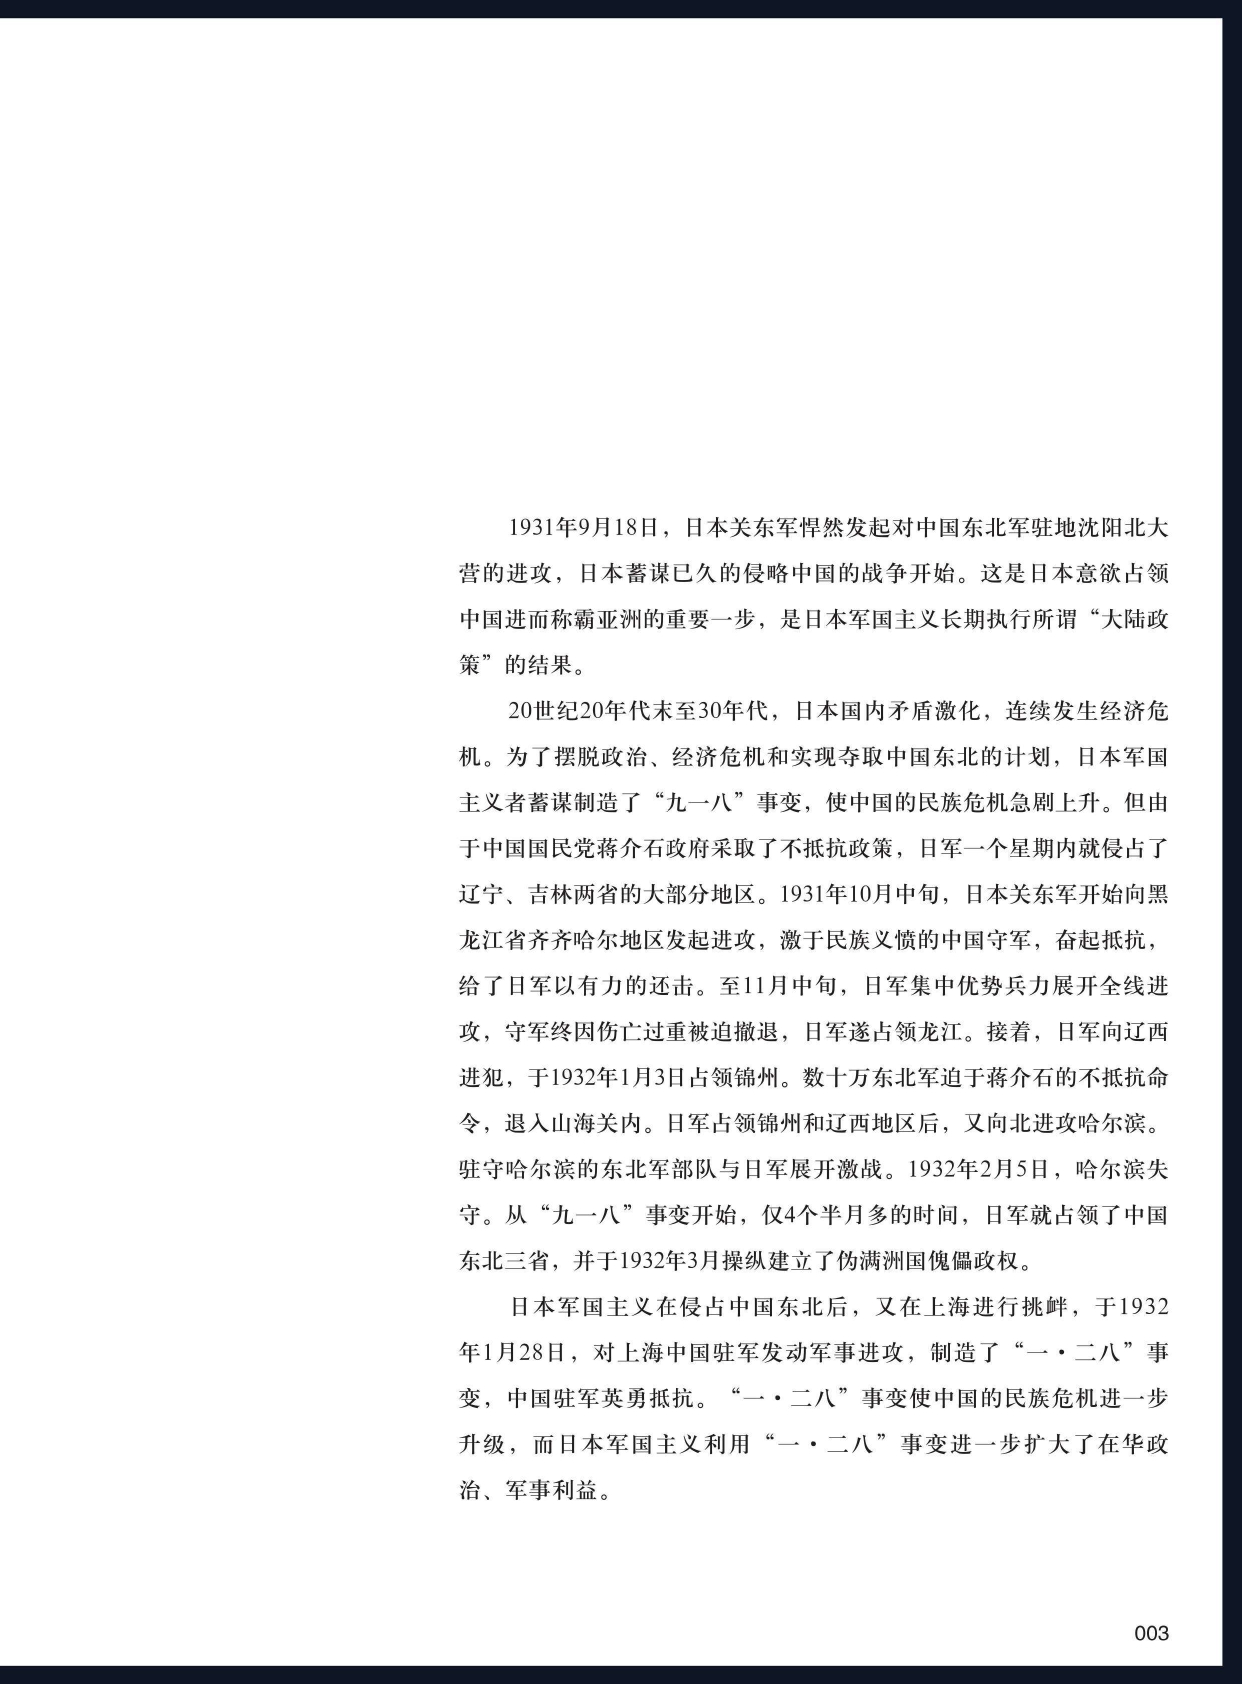 1931年9月18日，日本关东军悍然发起对中国东北军驻地沈阳北大
营的进攻，日本蓄谋已久的侵略中国的战争开始。这是日本意欲占领
中国进而称霸亚洲的重要一步，是日本军国主义长期执行所谓“大陆政
策”的结果。
20世纪20年代末至30年代，日本国内矛盾激化，连续发生经济危
机。为了摆脱政治、经济危机和实现夺取中国东北的计划，日本军国
主义者蓄谋制造了“九一八”事变，使中国的民族危机急剧上升。但由
于中国国民党蒋介石政府采取了不抵抗政策，日军一个星期内就侵占了
辽宁、吉林两省的大部分地区。1931年10月中旬，日本关东军开始向黑
龙江省齐齐哈尔地区发起进攻，激于民族义愤的中国守军，奋起抵抗，
给了日军以有力的还击。至11月中旬，日军集中优势兵力展开全线进
攻，守军终因伤亡过重被迫撤退，日军遂占领龙江。接着，日军向辽西
进犯，于1932年1月3日占领锦州。数十万东北军迫于蒋介石的不抵抗命
令，退入山海关内。日军占领锦州和辽西地区后，又向北进攻哈尔滨。
驻守哈尔滨的东北军部队与日军展开激战。1932年2月5日，哈尔滨失
守。从“九一八”事变开始，仅4个半月多的时间，日军就占领了中国
东北三省，并于1932年3月操纵建立了伪满洲国傀儡政权。
日本军国主义在侵占中国东北后，又在上海进行挑衅，于1932
年1月28日，对上海中国驻军发动军事进攻，制造了“一·二八”事
变，中国驻军英勇抵抗。“一·二八”事变使中国的民族危机进一步
升级，而日本军国主义利用“一·二八”事变进一步扩大了在华政
治、军事利益。
003